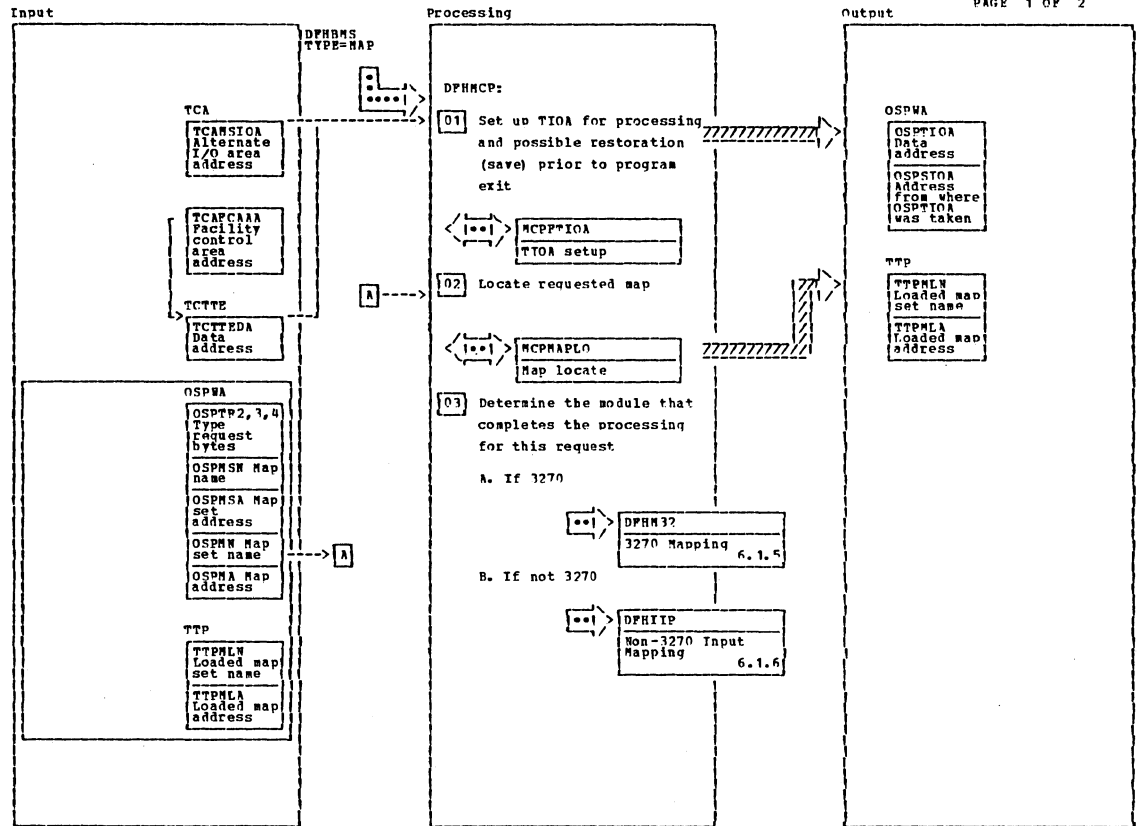 PAGE 1 OF 2
Input
Processing
Output
DFHBMS
TYPE=MAP
DFHMCP:
TCA
TCAMSIOA
Alternate
I/O area
address
TCAFCAAA
Facility
control
area
address
TCTTE
TCTTEDA
Data
address
OSPWA
OSPTR2,3,4
Type
request
bytes
OSPMSN Map
name
OSPMSA Map
set
address
OSPMN Map
set name
OSPMA Map
address
A
TTP
TTPMLN
Loaded map
set name
TTPMLA
Loaded map
address
01 Set up TIOA for processing
and possible restoration
(save) prior to program
exit
MCPFTIOA
TIOA setup
A
02 Locate requested map
MCPMAPLO
Map locate
03 Determine the module that
completes the processing
for this request
A. If 3270
DFHM32
3270 Mapping
6.1.5
B. If not 3270
DFHIIP
Non-3270 Input
Mapping
6.1.6
OSPWA
OSPTIOA
Data
address
OSPSIOA
Address
from where
OSPTIOA
was taken
TTP
TTPMLN
Loaded map
set name
TTPMLA
Loaded map
address